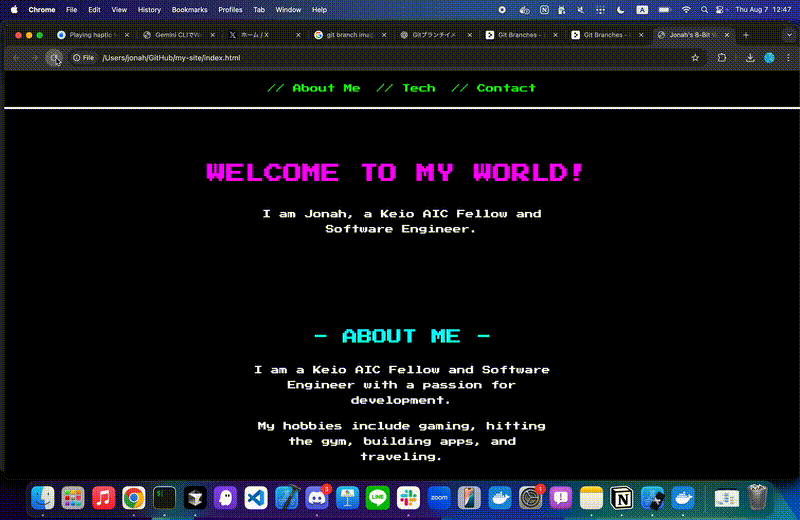 Chrome File Edit View History Bookmarks Profiles Tab Window Help A Thu Aug 7 12:47
Playing haptic Gemini CLIでW ホーム / X git branch imag Gitブランチイメ Git Branches - Git Branches - Jonah's 8-Bit W
File /Users/jonah/GitHub/my-site/index.html
// About Me // Tech // Contact
WELCOME TO MY WORLD!
I am Jonah, a Keio AIC Fellow and
Software Engineer.
- ABOUT ME -
I am a Keio AIC Fellow and Software
Engineer with a passion for
development.
My hobbies include gaming, hitting
the gym, building apps, and
traveling.
3 LINE zoom 1